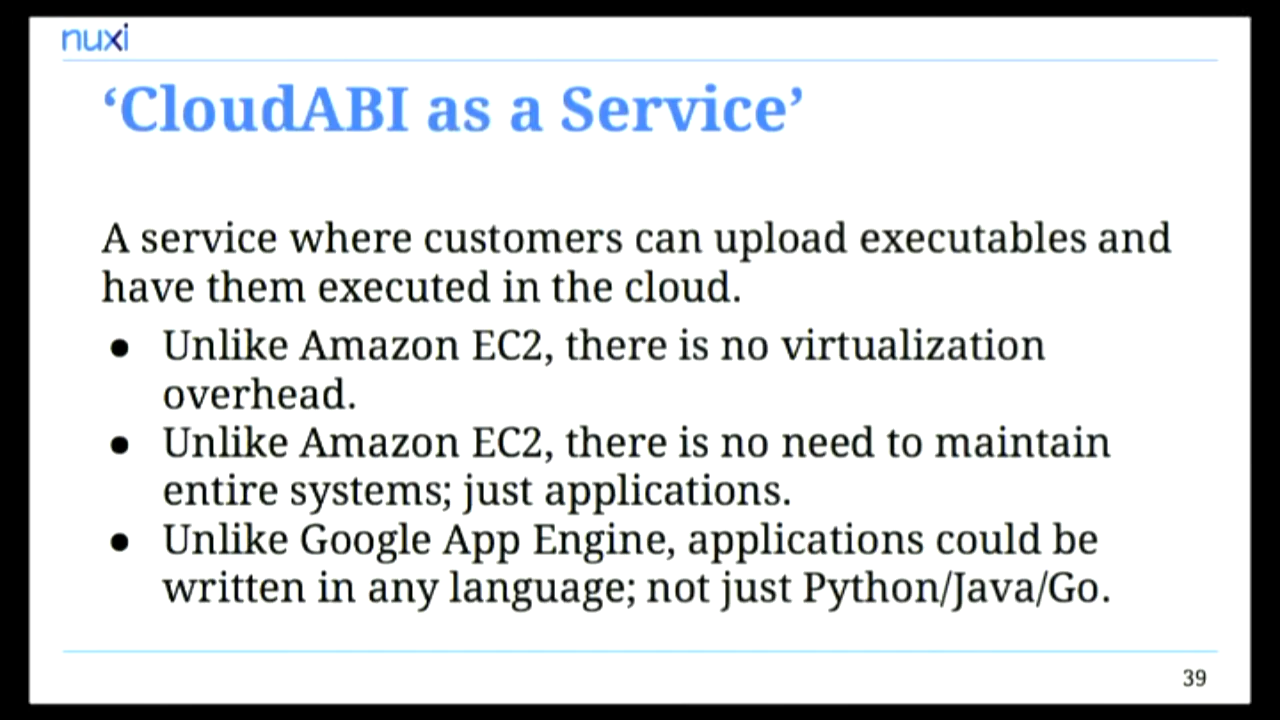 nuxi
‘CloudABI as a Service’
A service where customers can upload executables and
have them executed in the cloud.
● Unlike Amazon EC2, there is no virtualization
overhead.
● Unlike Amazon EC2, there is no need to maintain
entire systems; just applications.
● Unlike Google App Engine, applications could be
written in any language; not just Python/Java/Go.
39